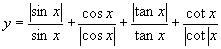 y = |sin x| / sin x + cos x / |cos x| + |tan x| / tan x + cot x / |cot|x